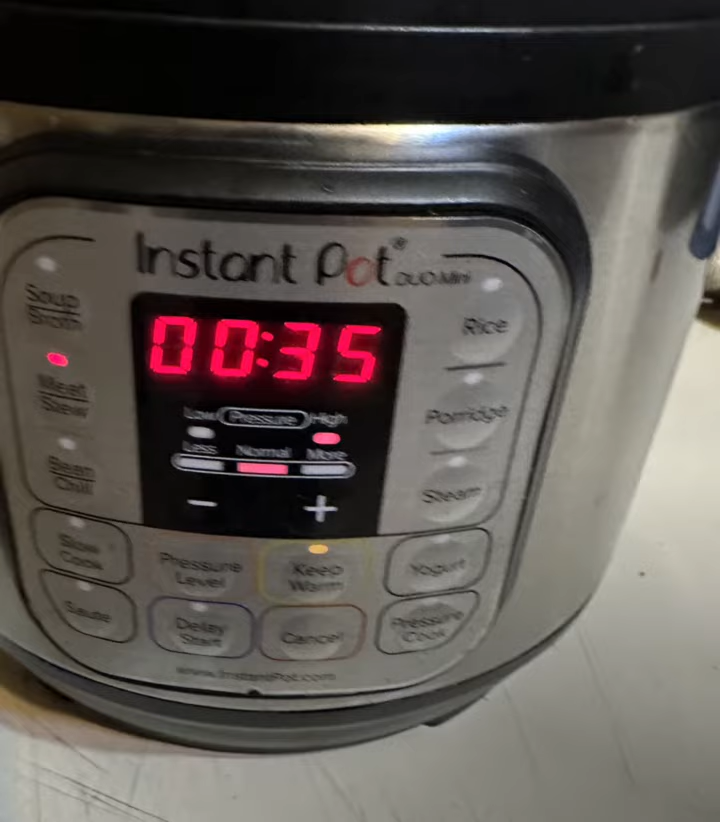 Instant Pot®
DUO Mini
00:35
Low Pressure High
Less Normal More
− +
Soup
Broth
Meat
Stew
Bean
Chili
Rice
Porridge
Steam
Slow
Cook
Pressure
Level
Keep
Warm
Yogurt
Saute
Delay
Start
Cancel
Pressure
Cook
www.InstantPot.com